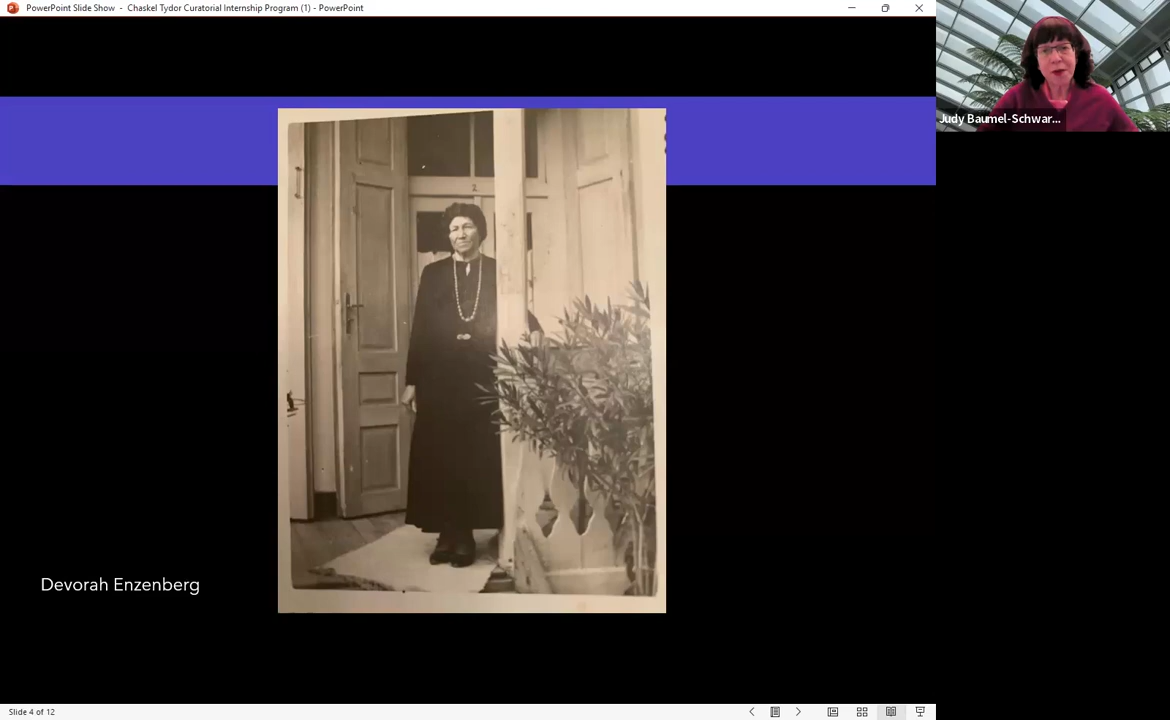 PowerPoint Slide Show - Chaskel Tydor Curatorial Internship Program (1) - PowerPoint
Judy Baumel-Schwar...
2
Devorah Enzenberg
Slide 4 of 12